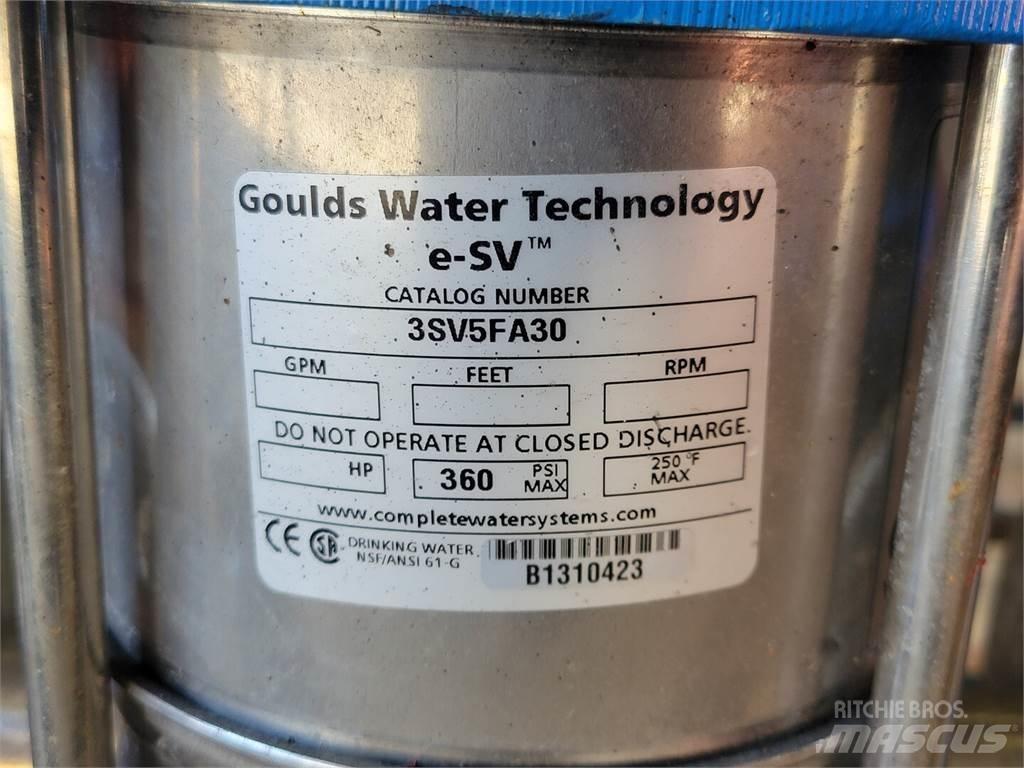 Goulds Water Technology
e-SV™
CATALOG NUMBER
3SV5FA30
GPM FEET RPM
DO NOT OPERATE AT CLOSED DISCHARGE.
HP 360 PSI MAX 250 °F MAX
www.completewatersystems.com
CE SA DRINKING WATER
NSF/ANSI 61-G
B1310423
RITCHIE BROS.
MASCUS